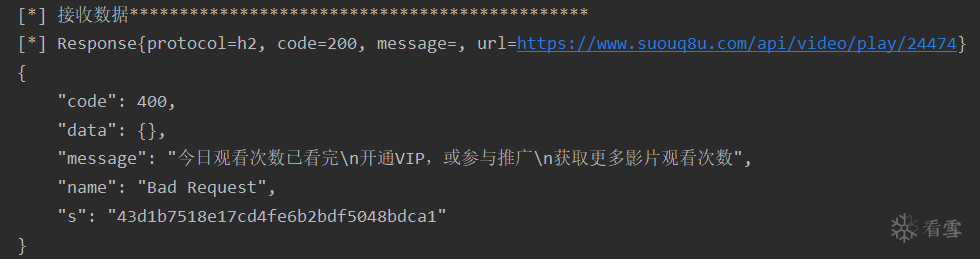 [*] 接收数据**********************************************
[*] Response{protocol=h2, code=200, message=, url=https://www.suouq8u.com/api/video/play/24474}
{
    "code": 400,
    "data": {},
    "message": "今日观看次数已看完\n开通VIP，或参与推广\n获取更多影片观看次数",
    "name": "Bad Request",
    "s": "43d1b7518e17cd4fe6b2bdf5048bdca1"
}
看雪